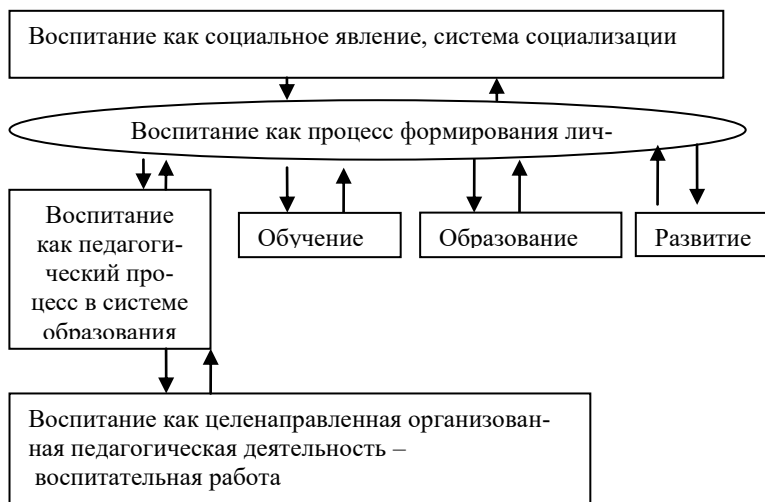 Воспитание как социальное явление, система социализации
Воспитание как процесс формирования лич-
Воспитание
как педагоги-
ческий про-
цесс в системе
образования
Обучение
Образование
Развитие
Воспитание как целенаправленная организован-
ная педагогическая деятельность –
воспитательная работа